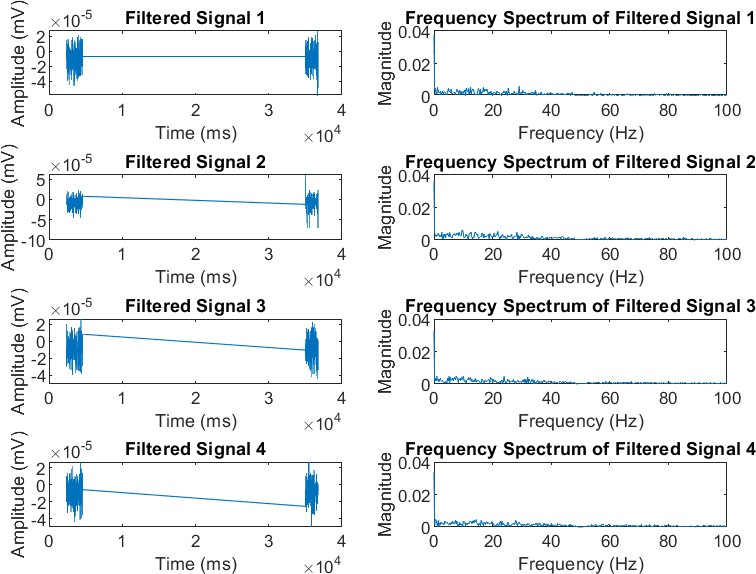 Filtered Signal 1
×10-5
Amplitude (mV)
2
0
-2
-4
0 1 2 3 4
Time (ms)
×10^4
Frequency Spectrum of Filtered Signal 1
Magnitude
0.04
0.02
0
0 20 40 60 80 100
Frequency (Hz)
Filtered Signal 2
×10-5
Amplitude (mV)
5
0
-5
-10
0 1 2 3 4
Time (ms)
×10^4
Frequency Spectrum of Filtered Signal 2
Magnitude
0.04
0.02
0
0 20 40 60 80 100
Frequency (Hz)
Filtered Signal 3
×10-5
Amplitude (mV)
2
0
-2
-4
0 1 2 3 4
Time (ms)
×10^4
Frequency Spectrum of Filtered Signal 3
Magnitude
0.04
0.02
0
0 20 40 60 80 100
Frequency (Hz)
Filtered Signal 4
×10-5
Amplitude (mV)
2
0
-2
-4
0 1 2 3 4
Time (ms)
×10^4
Frequency Spectrum of Filtered Signal 4
Magnitude
0.04
0.02
0
0 20 40 60 80 100
Frequency (Hz)